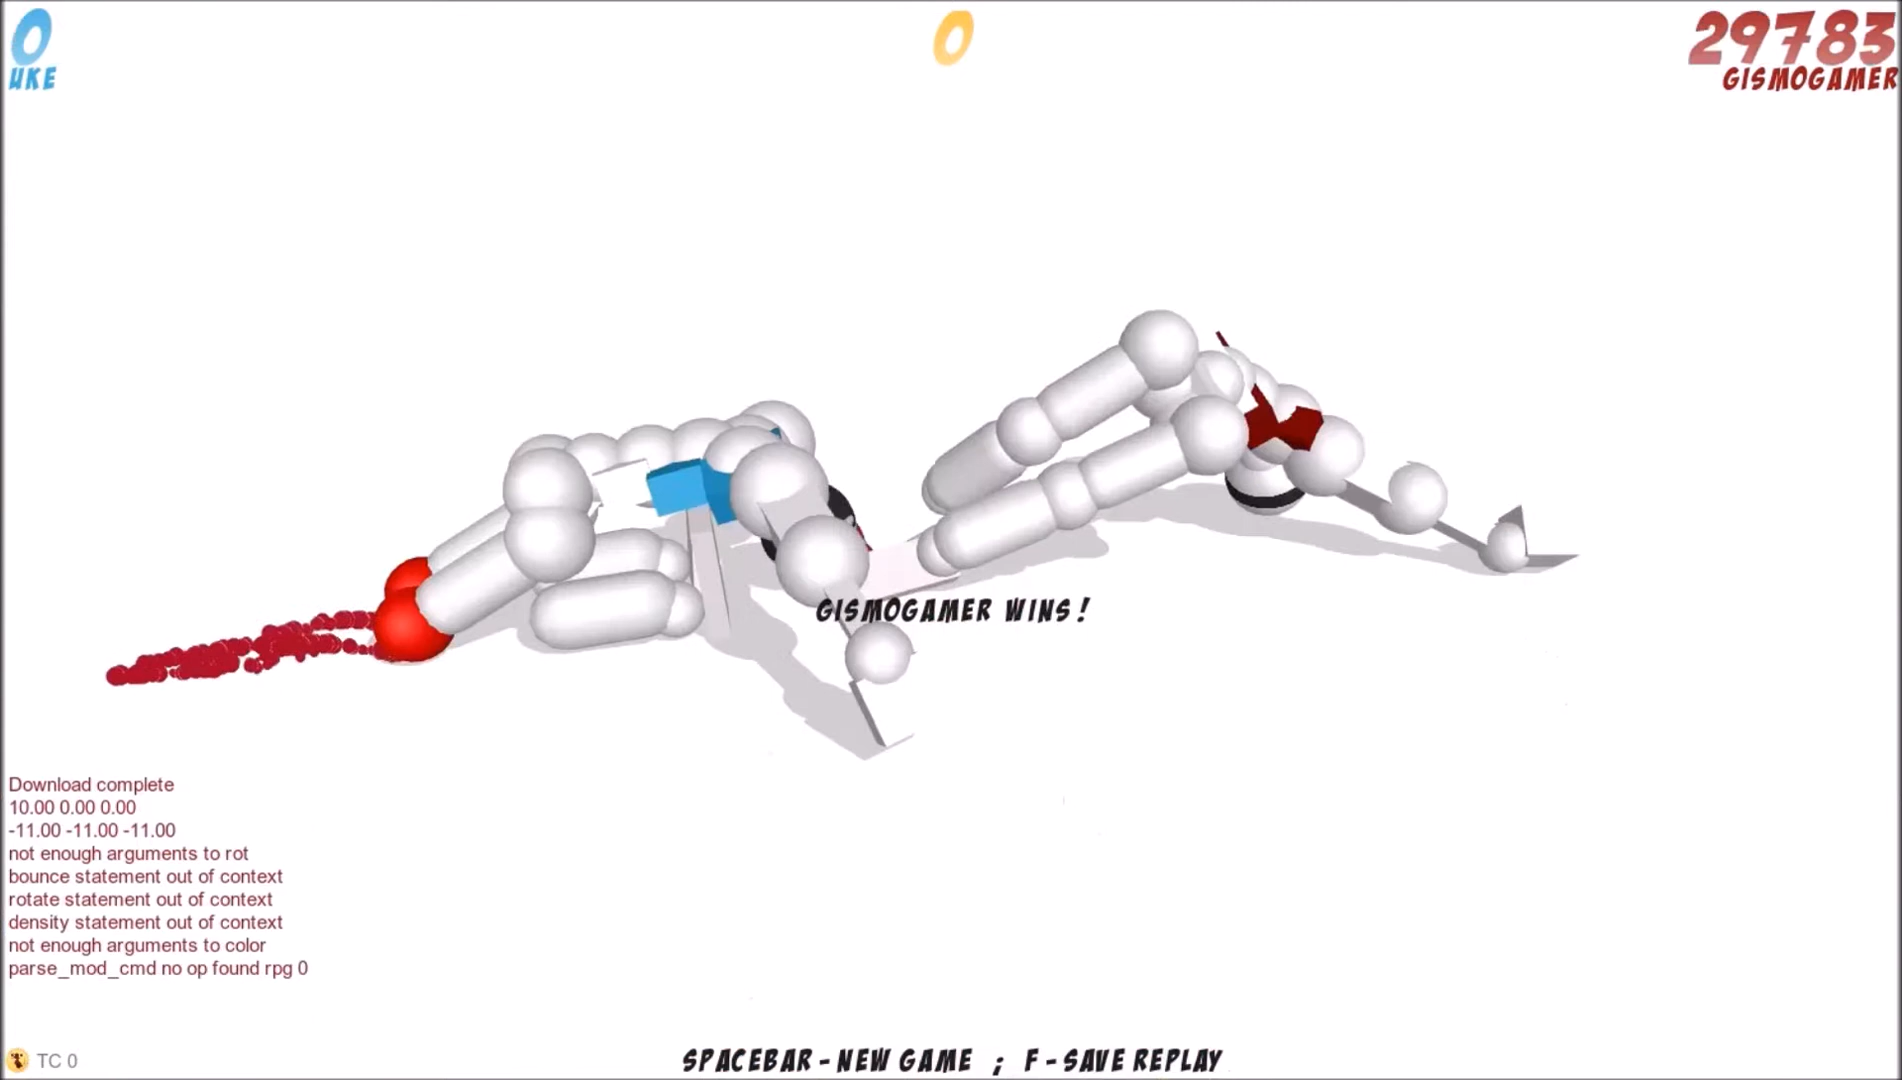 0
UKE
0
29783
GISMOGAMER
GISMOGAMER WINS!
Download complete
10.00 0.00 0.00
-11.00 -11.00 -11.00
not enough arguments to rot
bounce statement out of context
rotate statement out of context
density statement out of context
not enough arguments to color
parse_mod_cmd no op found rpg 0
TC 0
SPACEBAR - NEW GAME ; F - SAVE REPLAY